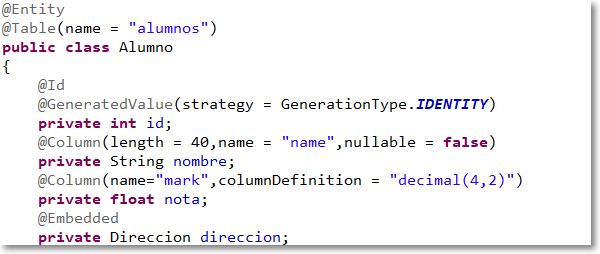 @Entity
@Table(name = "alumnos")
public class Alumno
{
@Id
@GeneratedValue(strategy = GenerationType.IDENTITY)
private int id;
@Column(length = 40,name = "name",nullable = false)
private String nombre;
@Column(name="mark",columnDefinition = "decimal(4,2)")
private float nota;
@Embedded
private Direccion direccion;